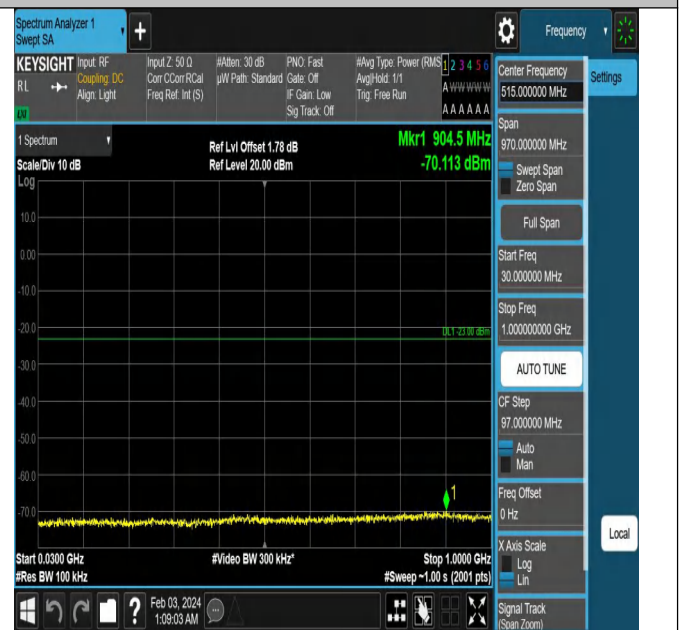 Spectrum Analyzer 1
Swept SA
+
Frequency
KEYSIGHT
RL
Input: RF
Coupling: DC
Align: Light
Input Z: 50 Ω
Corr CCorr RCal
Freq Ref: Int (S)
#Atten: 30 dB
µW Path: Standard
PNO: Fast
Gate: Off
IF Gain: Low
Sig Track: Off
#Avg Type: Power (RMS
Avg|Hold: 1/1
Trig: Free Run
1 2 3 4 5 6
A W W W W W
A A A A A A
1 Spectrum
Scale/Div 10 dB
Log
Ref Lvl Offset 1.78 dB
Ref Level 20.00 dBm
Mkr1 904.5 MHz
-70.113 dBm
10.0
0.00
-10.0
-20.0
-30.0
-40.0
-50.0
-60.0
-70.0
DL1 -23.00 dBm
1
Start 0.0300 GHz
#Res BW 100 kHz
#Video BW 300 kHz*
Stop 1.0000 GHz
#Sweep ~1.00 s (2001 pts)
Center Frequency
515.000000 MHz
Settings
Span
970.000000 MHz
Swept Span
Zero Span
Full Span
Start Freq
30.000000 MHz
Stop Freq
1.000000000 GHz
AUTO TUNE
CF Step
97.000000 MHz
Auto
Man
Freq Offset
0 Hz
X Axis Scale
Log
Lin
Local
Signal Track
(Span Zoom)
?
Feb 03, 2024
1:09:03 AM